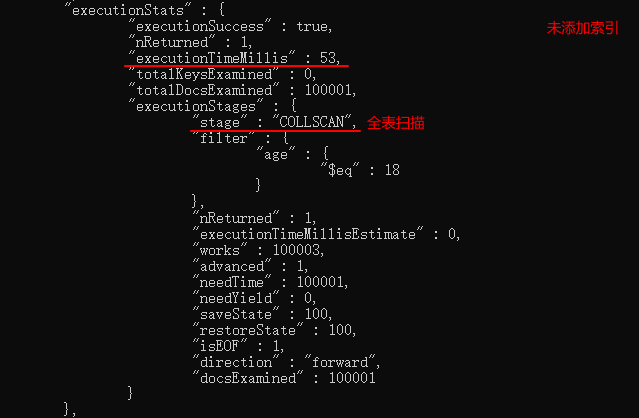 "executionStats" : {
"executionSuccess" : true,
未添加索引
"nReturned" : 1,
"executionTimeMillis" : 53,
"totalKeysExamined" : 0,
"totalDocsExamined" : 100001,
"executionStages" : {
"stage" : "COLLSCAN",
全表扫描
"filter" : {
"age" : {
"$eq" : 18
}
},
"nReturned" : 1,
"executionTimeMillisEstimate" : 0,
"works" : 100003,
"advanced" : 1,
"needTime" : 100001,
"needYield" : 0,
"saveState" : 100,
"restoreState" : 100,
"isEOF" : 1,
"direction" : "forward",
"docsExamined" : 100001
}
},